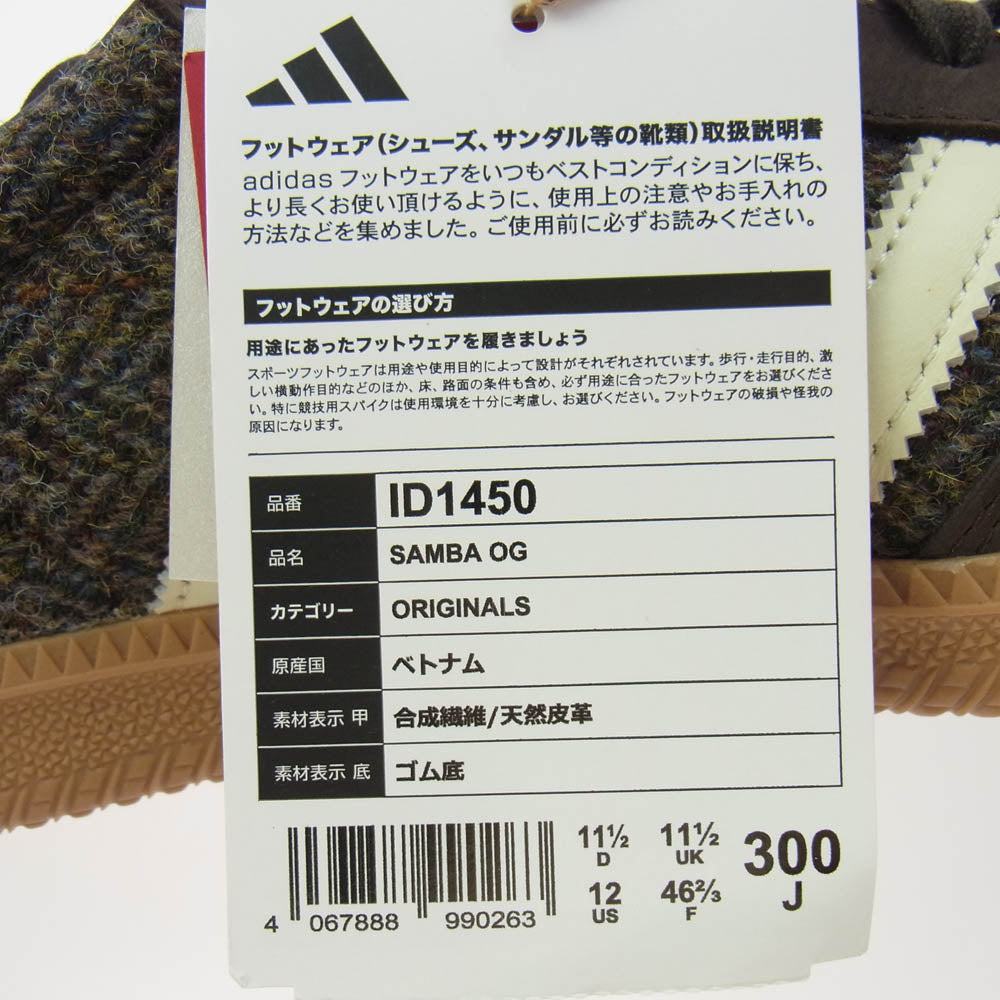 フットウェア(シューズ、サンダル等の靴類)取扱説明書
adidas フットウェアをいつもベストコンディションに保ち、
より長くお使い頂けるように、使用上の注意やお手入れの
方法などを集めました。ご使用前に必ずお読みください。
フットウェアの選び方
用途にあったフットウェアを履きましょう
スポーツフットウェアは用途や使用目的によって設計がそれぞれされています。歩行・走行目的、激
しい横動作目的などのほか、床、路面の条件も含め、必ず用途に合ったフットウェアをお選びくださ
い。特に競技用スパイクは使用環境を十分に考慮し、お選びください。フットウェアの破損や怪我の
原因になります。
品番 ID1450
品名 SAMBA OG
カテゴリー ORIGINALS
原産国 ベトナム
素材表示 甲 合成繊維/天然皮革
素材表示 底 ゴム底
11½ 11½ 300
D UK J
12 46⅔
US F
4 067888 990263